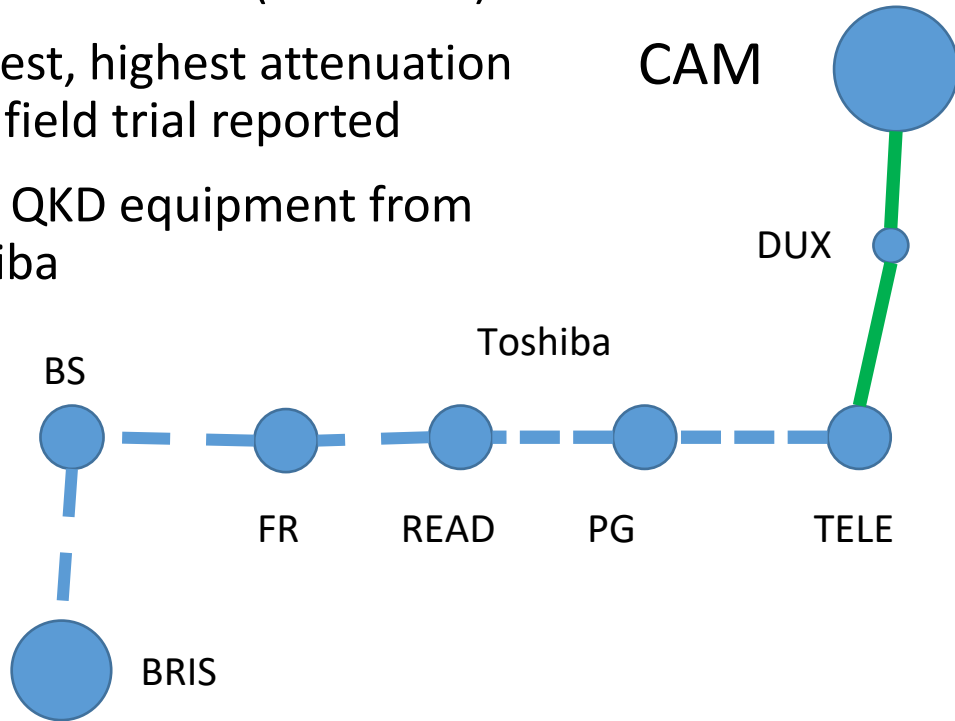 est, highest attenuation
field trial reported
QKD equipment from
iba
CAM
DUX
Toshiba
BS
FR
READ
PG
TELE
BRIS